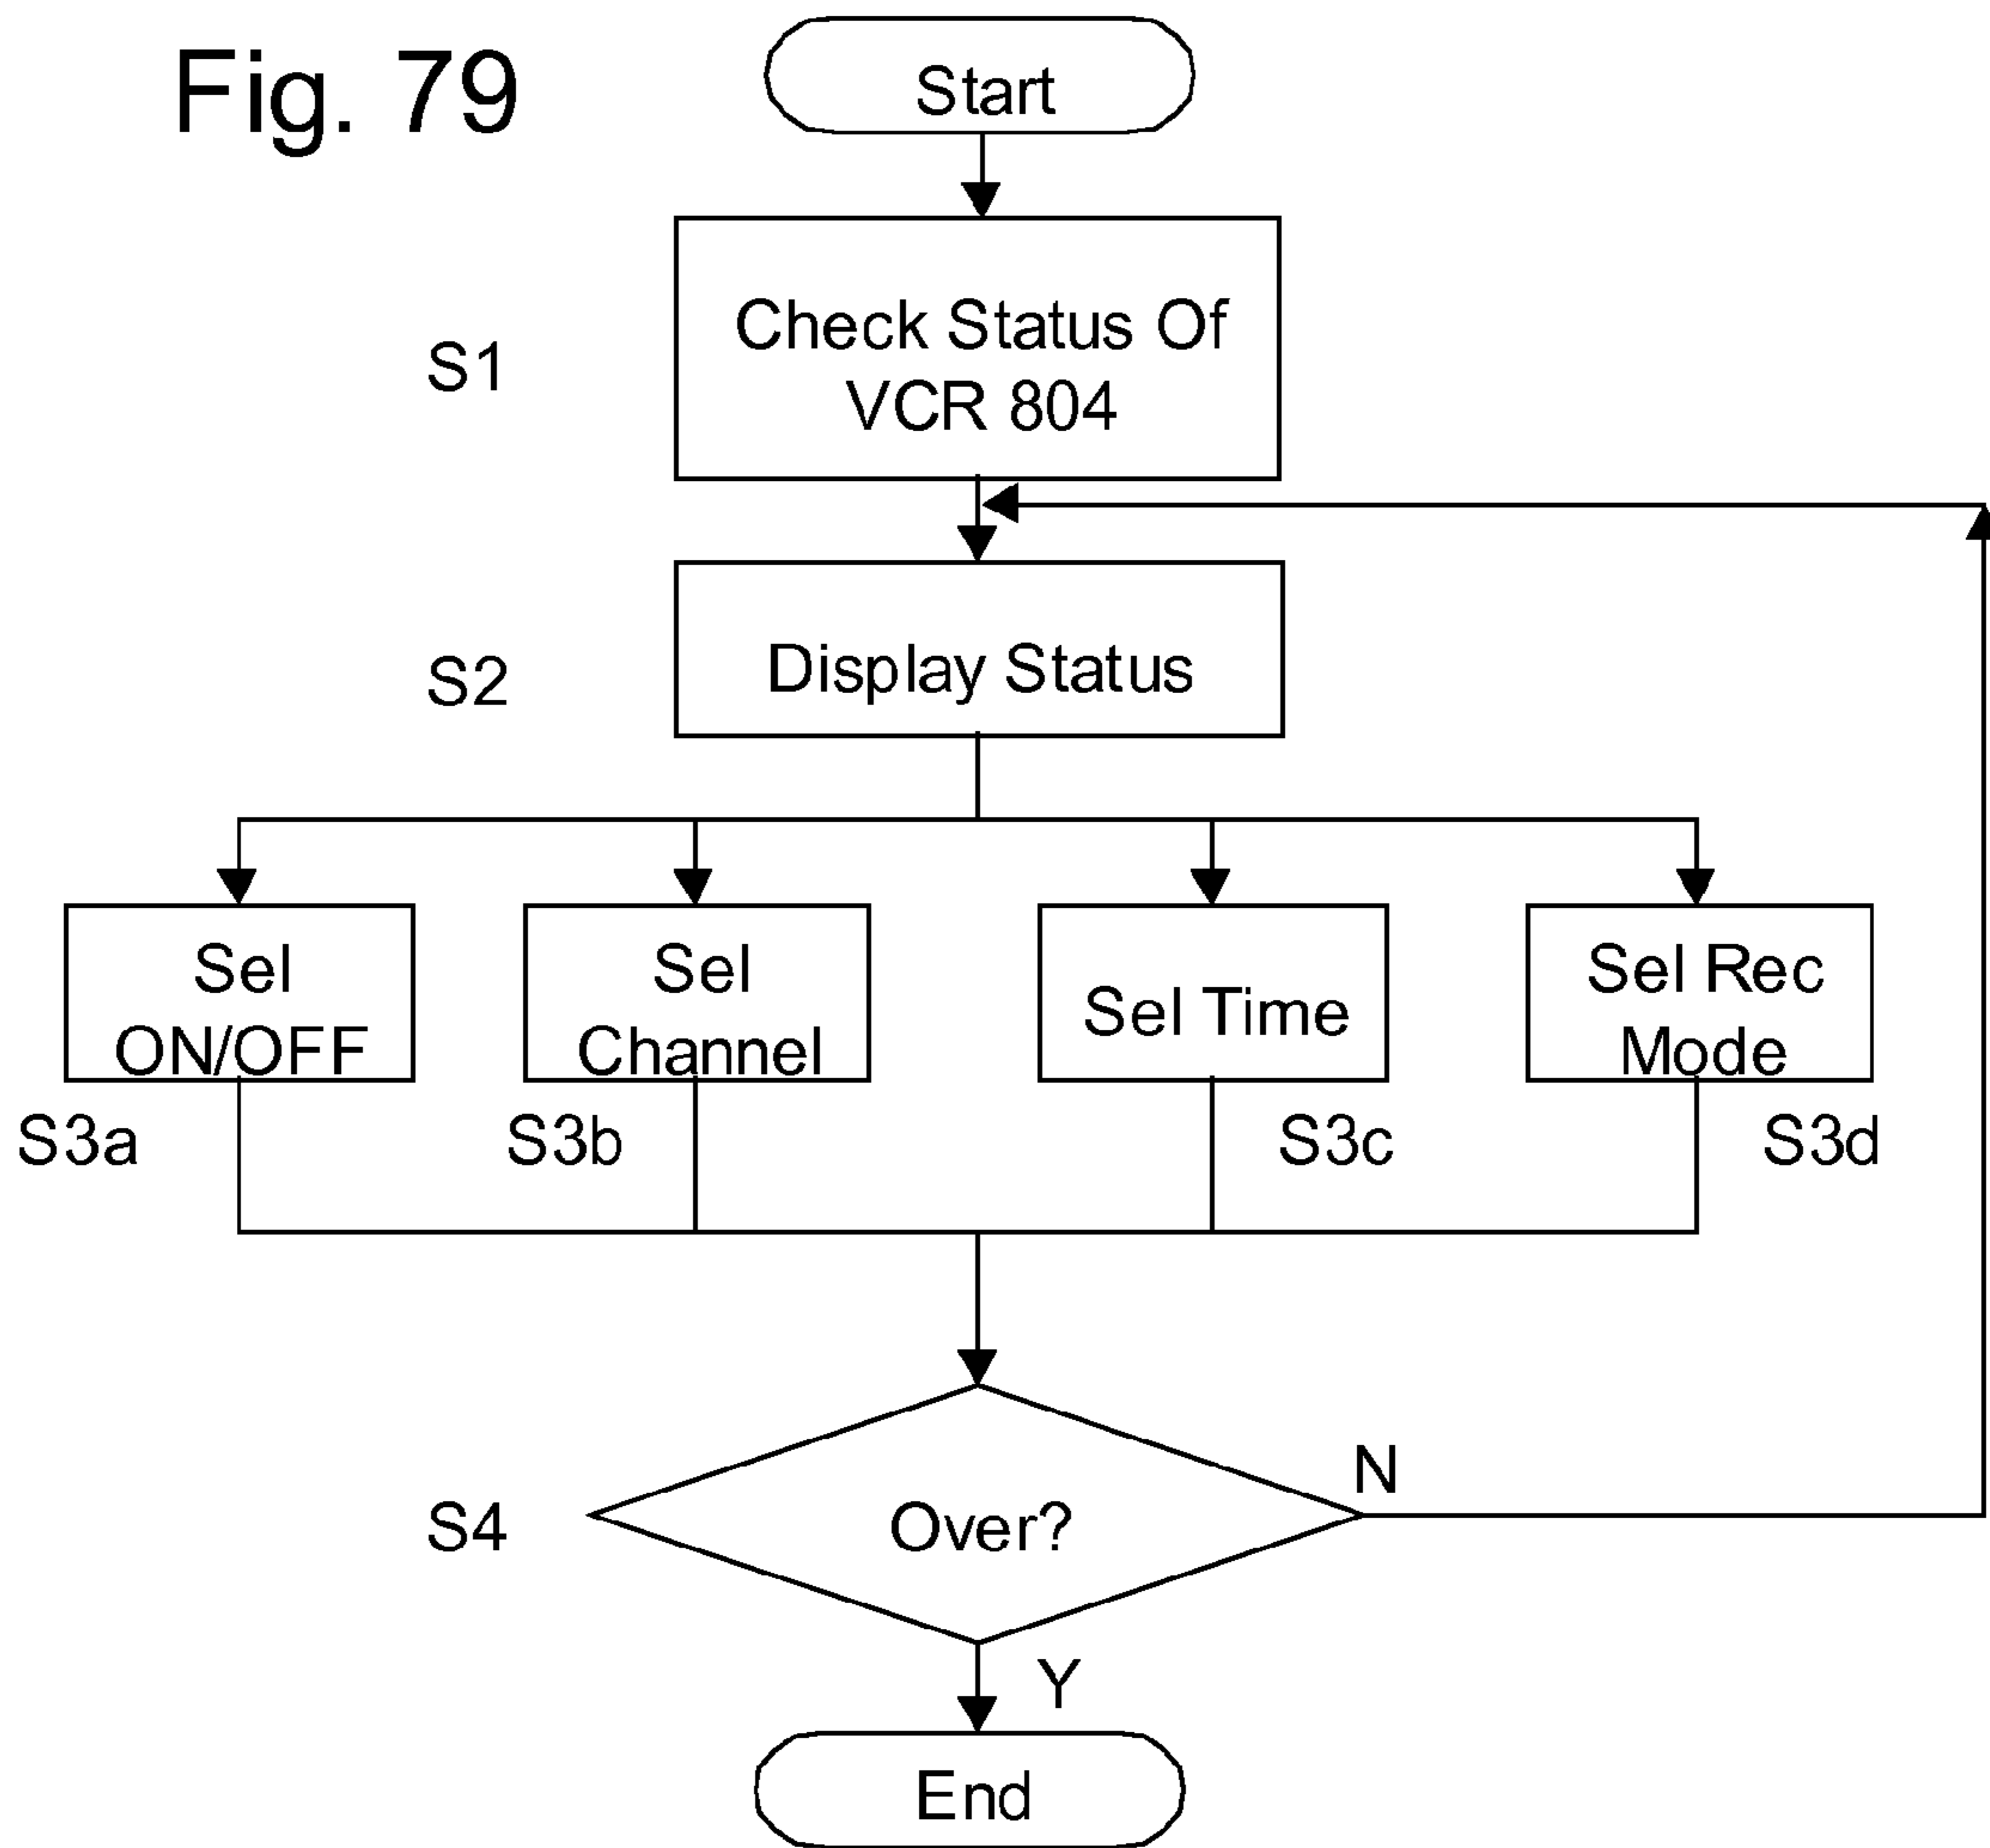 Fig. 79
Start
S1
Check Status Of
VCR 804
S2
Display Status
Sel
ON/OFF
S3a
Sel
Channel
S3b
Sel Time
S3c
Sel Rec
Mode
S3d
S4
Over?
N
Y
End